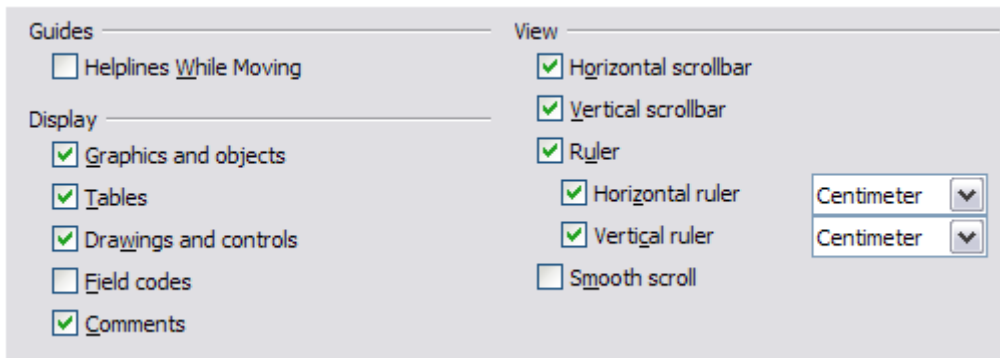 Guides
Helplines While Moving
Display
Graphics and objects
Tables
Drawings and controls
Field codes
Comments
View
Horizontal scrollbar
Vertical scrollbar
Ruler
Horizontal ruler Centimeter
Vertical ruler Centimeter
Smooth scroll